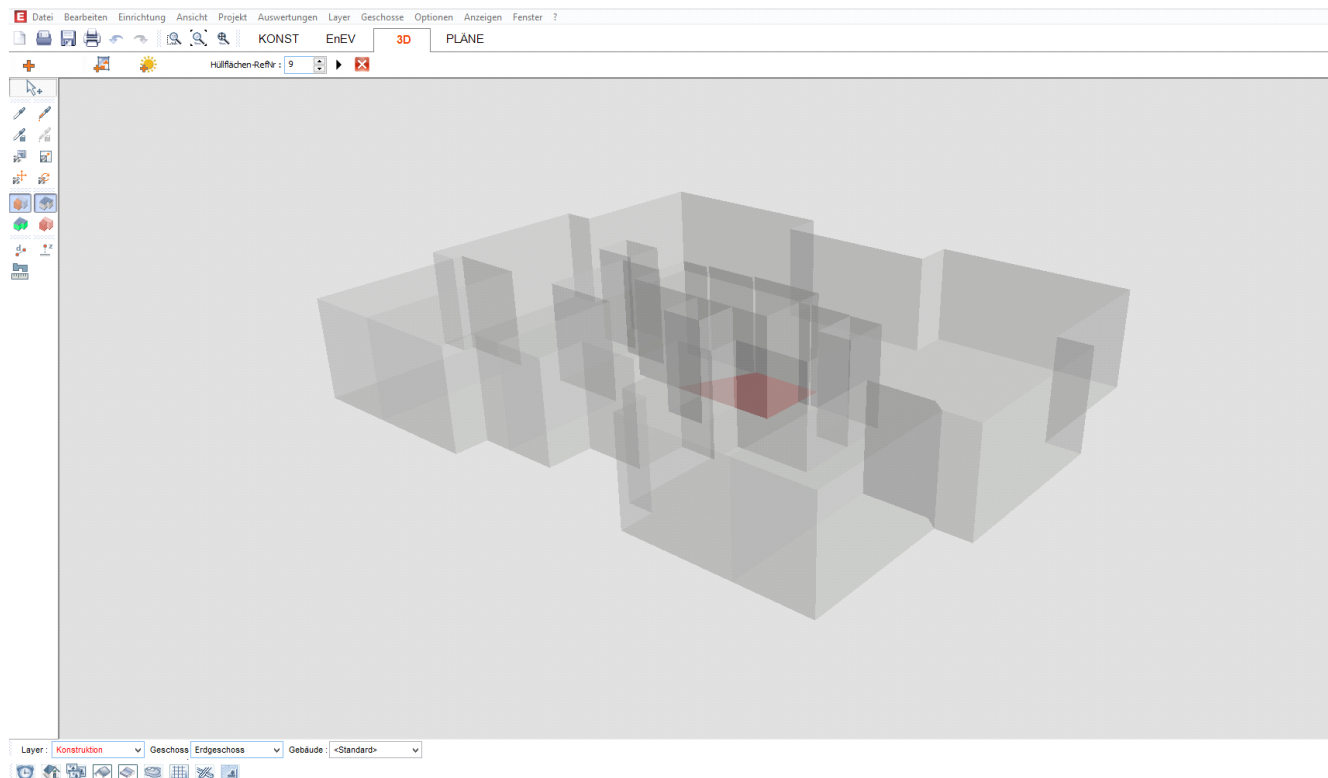 E Datei Bearbeiten Einrichtung Ansicht Projekt Auswertungen Layer Geschosse Optionen Anzeigen Fenster ?
KONST EnEV 3D PLÄNE
Hüllflächen-RefNr : 9
d z
Layer : Konstruktion Geschoss Erdgeschoss Gebäude : <Standard>